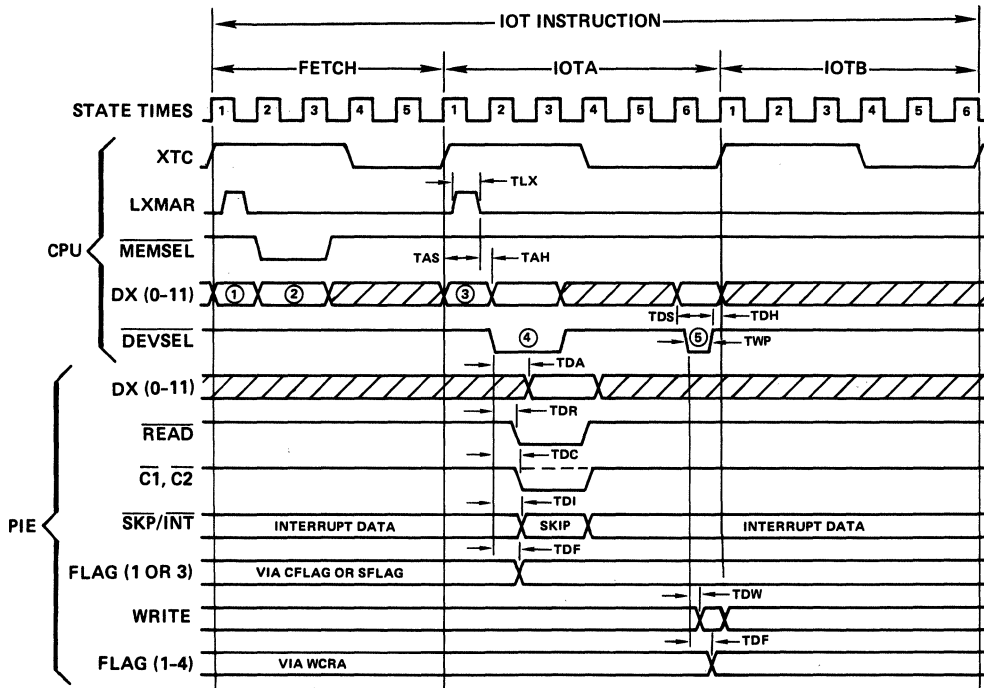 IOT INSTRUCTION
FETCH IOTA IOTB
STATE TIMES 1 2 3 4 5 1 2 3 4 5 6 1 2 3 4 5 6
XTC
TLX
LXMAR
CPU
MEMSEL
TAS TAH
DX (0-11) 1 2 3
TDS TDH
DEVSEL 4 5 TWP
TDA
DX (0-11)
TDR
READ
TDC
C1, C2
TDI
PIE
SKP/INT INTERRUPT DATA SKIP INTERRUPT DATA
TDF
FLAG (1 OR 3) VIA CFLAG OR SFLAG
TDW
WRITE
TDF
FLAG (1-4) VIA WCRA